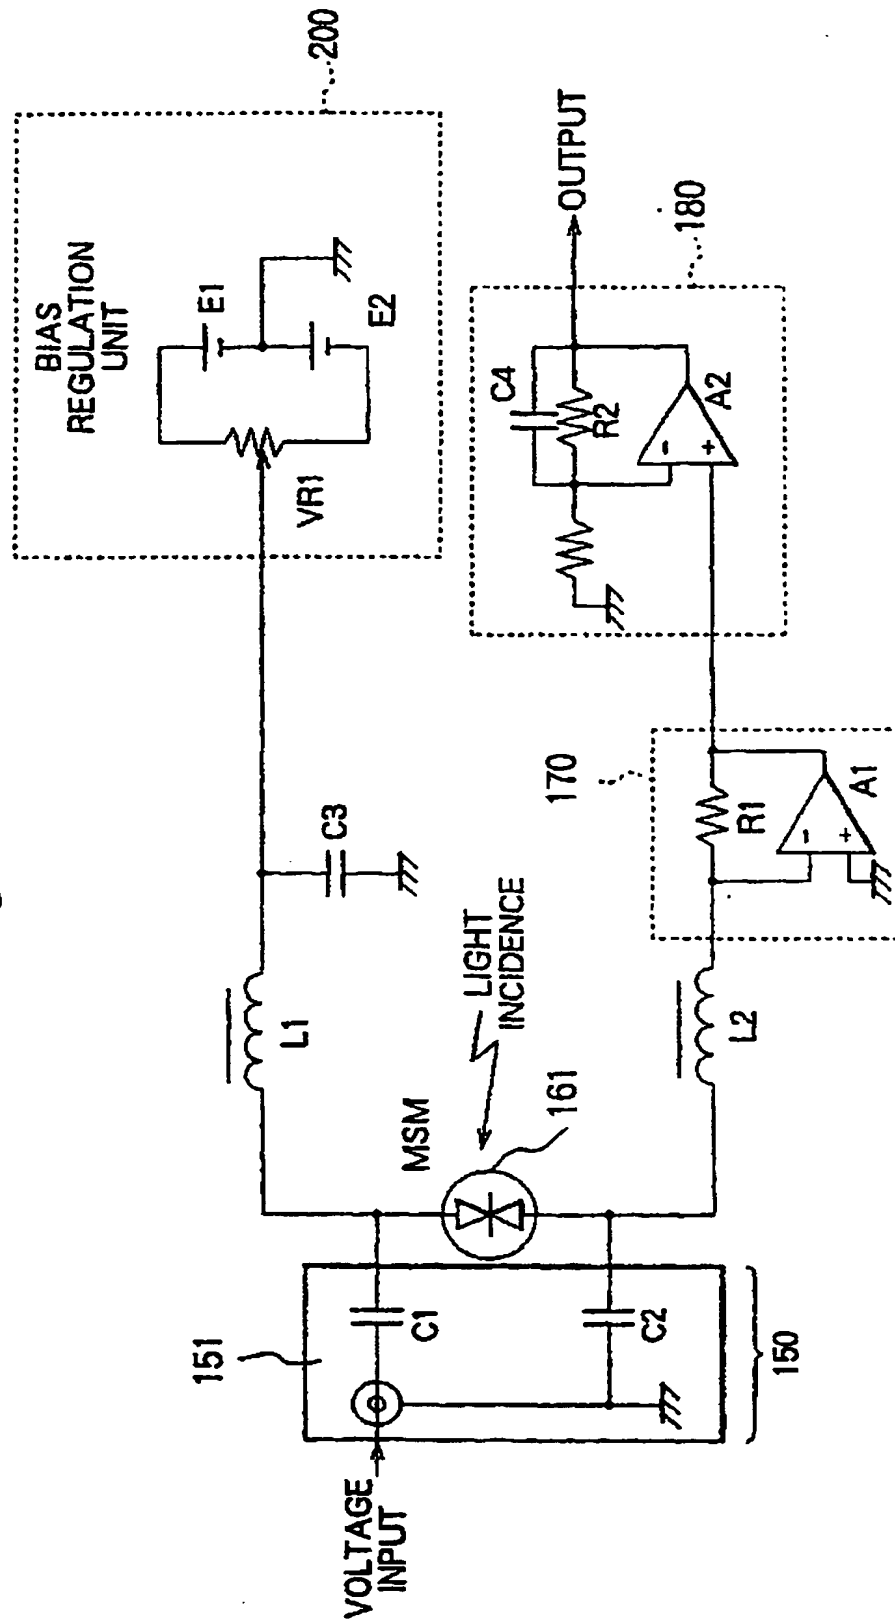 200
BIAS
REGULATION
UNIT
E1
E2
VR1
OUTPUT
180
C4
R2
A2
-
+
C3
170
R1
A1
-
+
L1
LIGHT
INCIDENCE
L2
MSM
161
151
C1
C2
150
VOLTAGE
INPUT